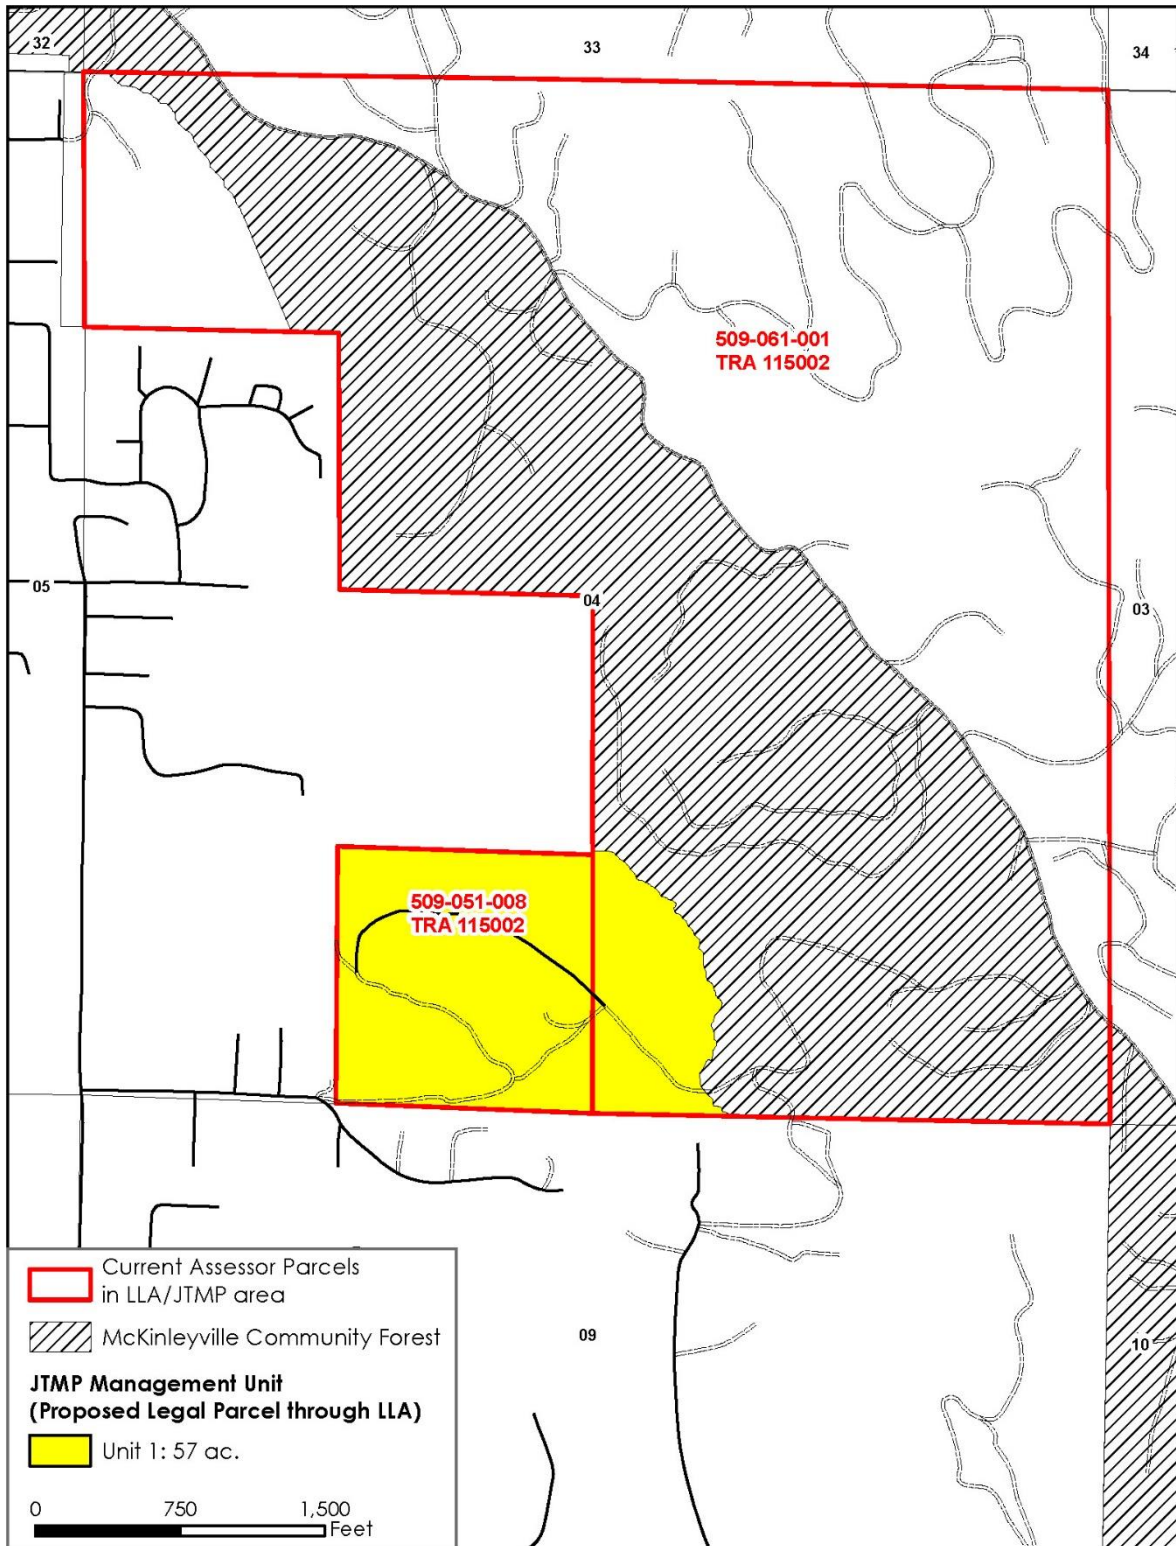 32
33
34
509-061-001
TRA 115002
05
04
03
509-051-008
TRA 115002
09
10
Current Assessor Parcels
in LLA/JTMP area
McKinleyville Community Forest
JTMP Management Unit
(Proposed Legal Parcel through LLA)
Unit 1: 57 ac.
0 750 1,500
Feet